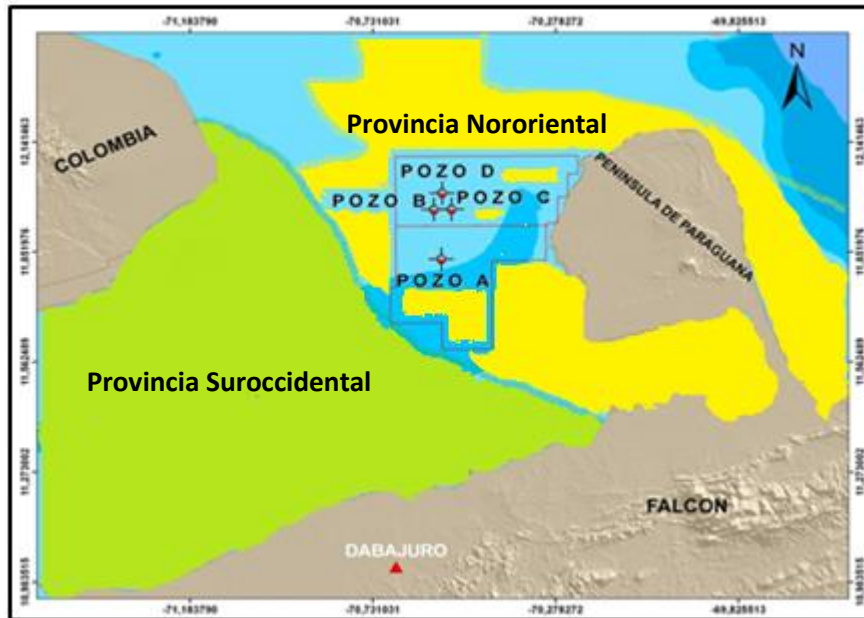 -71,183790 -70,731031 -70,278272 -69,825513
N
12,141463 12,141463
Provincia Nororiental
COLOMBIA
POZO D
PENINSULA DE PARAGUANA
POZO B POZO C
11,851976 11,851976
POZO A
11,562489 11,562489
Provincia Suroccidental
11,273002 11,273002
FALCON
DABAJURO
10,983515 10,983515
-71,183790 -70,731031 -70,278272 -69,825513